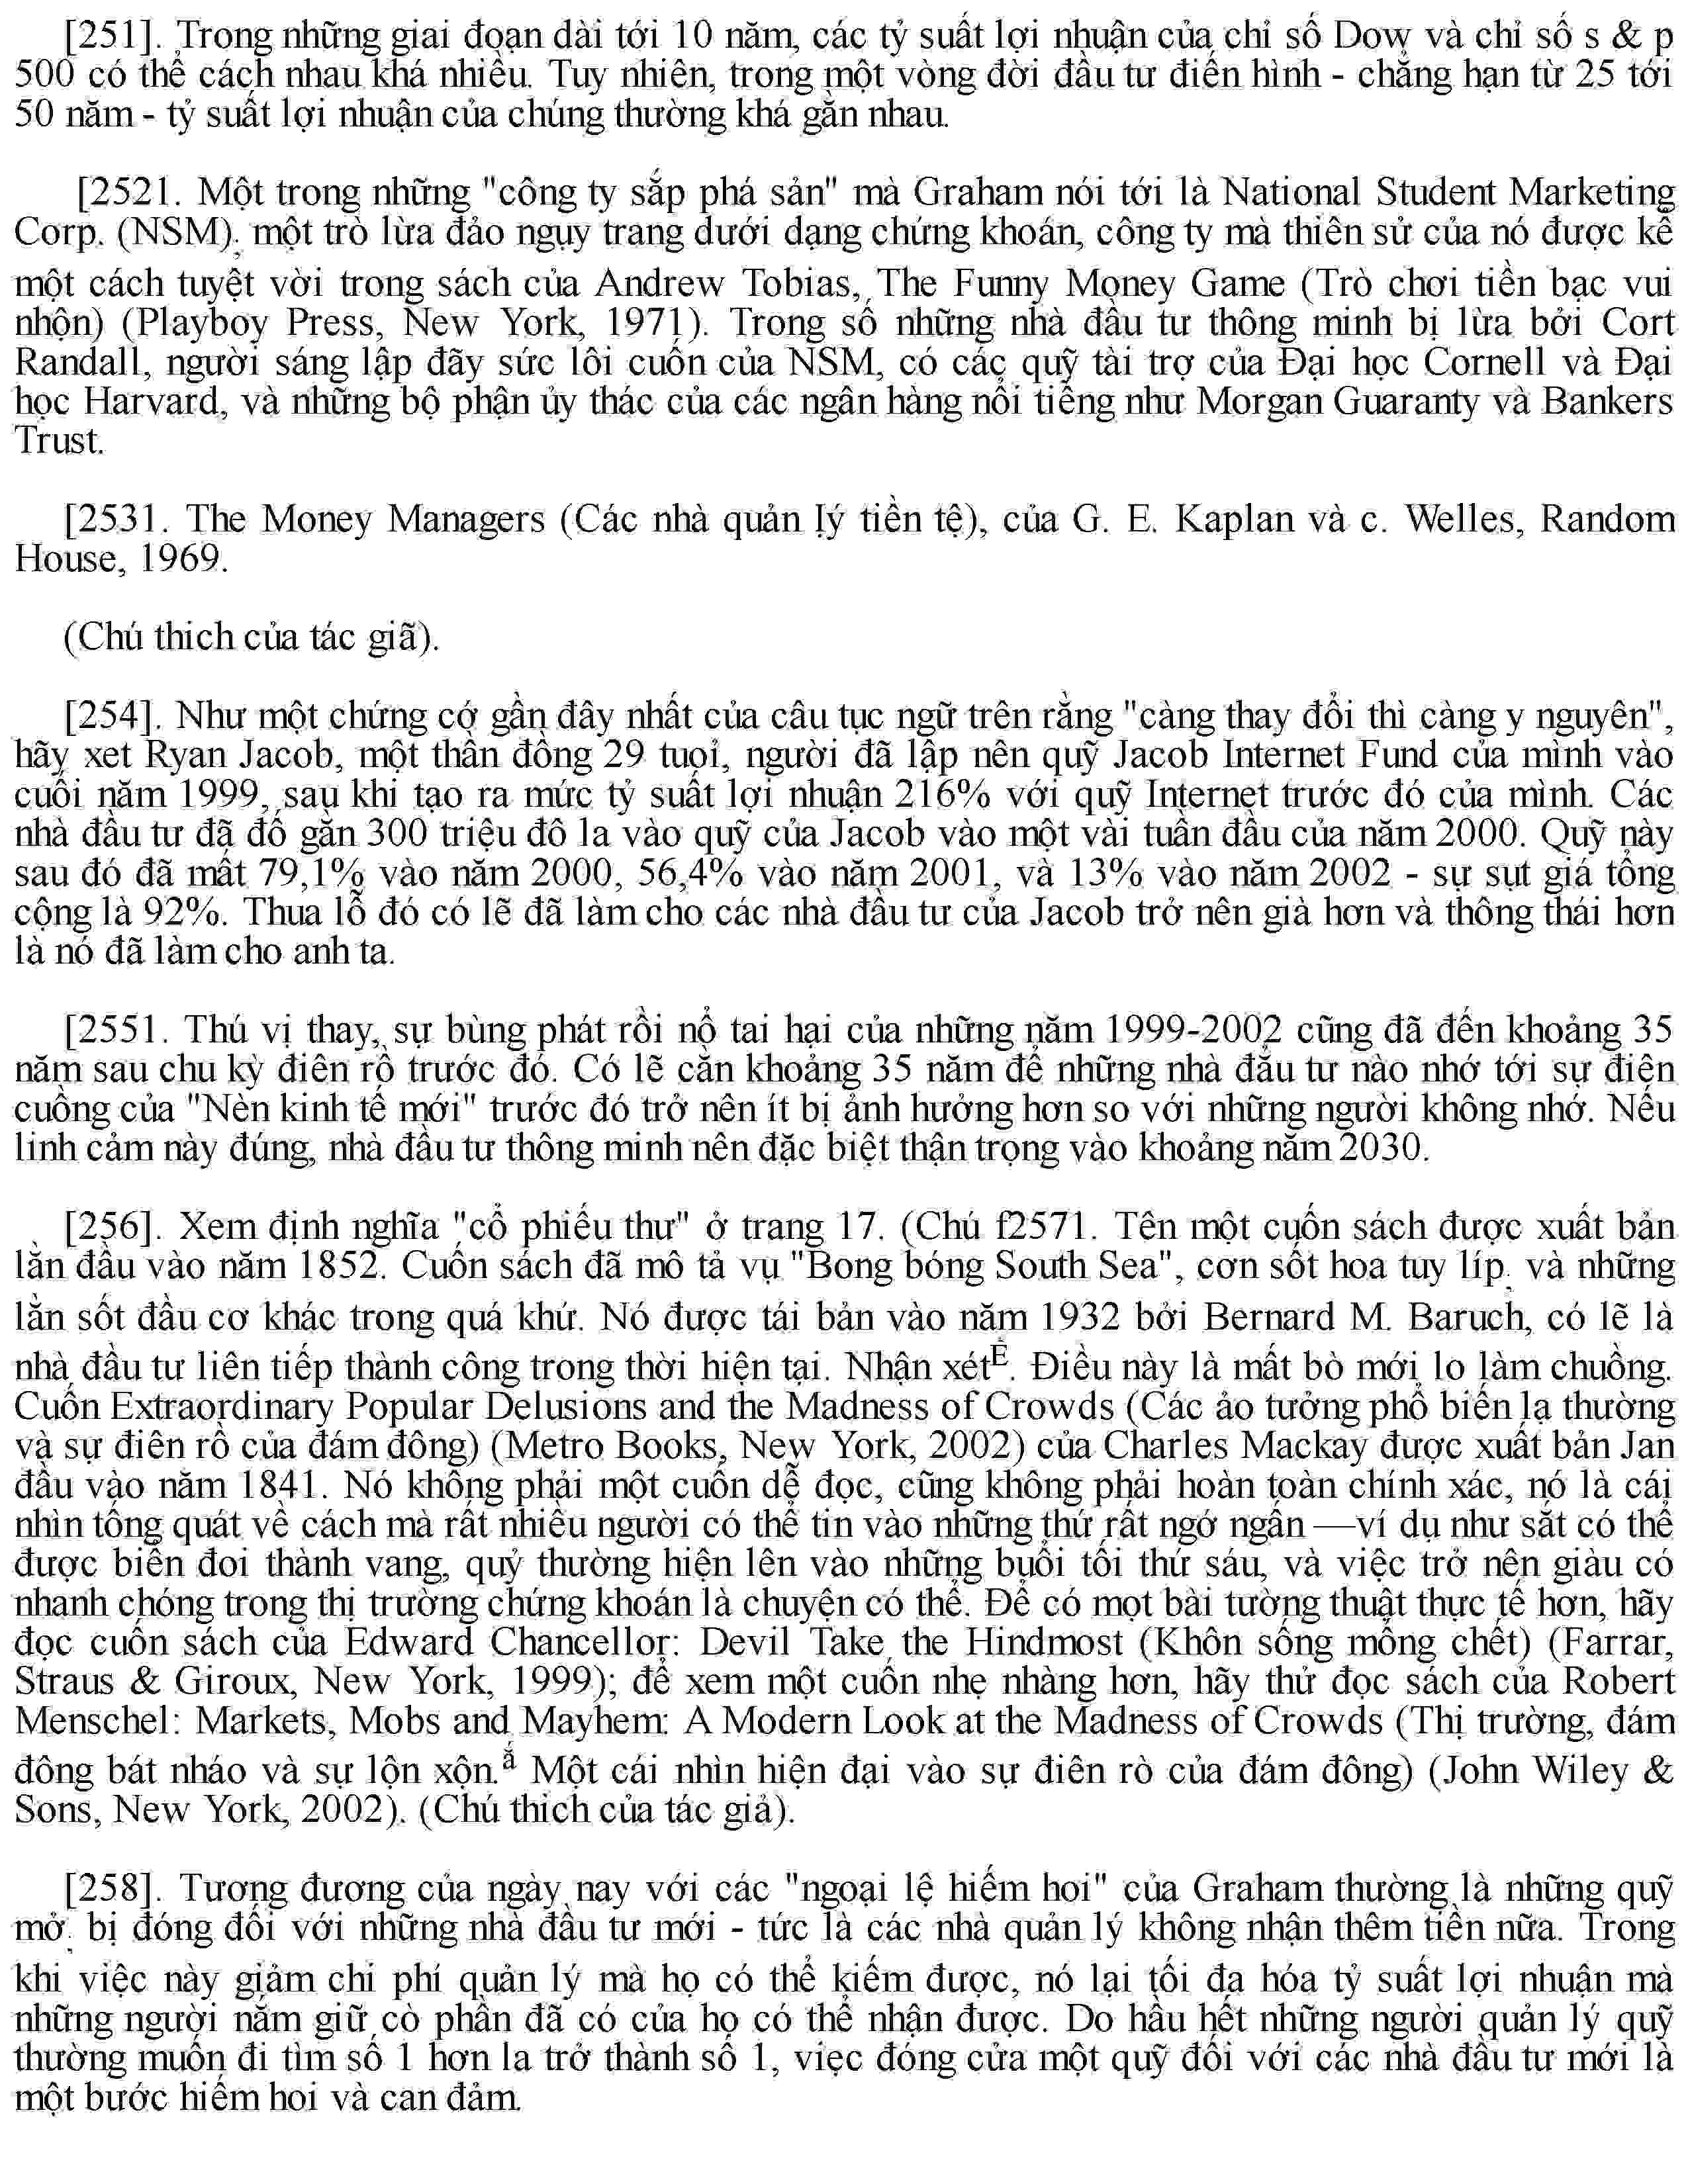 [251]. Trong những giai đoạn dài tới 10 năm, các tỷ suất lợi nhuận của chỉ số Dow và chỉ số s & p
500 có thể cách nhau khá nhiều. Tuy nhiên, trong một vòng đời đầu tư điển hình - chẳng hạn từ 25 tới
50 năm - tỷ suất lợi nhuận của chúng thường khá gần nhau.
[2521. Một trong những "công ty sắp phá sản" mà Graham nói tới là National Student Marketing
Corp. (NSM), một trò lừa đảo ngụy trang dưới dạng chứng khoán, công ty mà thiên sử của nó được kể
một cách tuyệt vời trong sách của Andrew Tobias, The Funny Money Game (Trò chơi tiền bạc vui
nhộn) (Playboy Press, New York, 1971). Trong số những nhà đầu tư thông minh bị lừa bởi Cort
Randall, người sáng lập đãy sức lôi cuốn của NSM, có các quỹ tài trợ của Đại học Cornell và Đại
học Harvard, và những bộ phận ủy thác của các ngân hàng nổi tiếng như Morgan Guaranty và Bankers
Trust.
[2531. The Money Managers (Các nhà quản lý tiền tệ), của G. E. Kaplan và c. Welles, Random
House, 1969.
(Chú thich của tác giã).
[254]. Như một chứng cớ gần đây nhất của câu tục ngữ trên rằng "càng thay đổi thì càng y nguyên",
hãy xet Ryan Jacob, một thần đồng 29 tuổi, người đã lập nên quỹ Jacob Internet Fund của mình vào
cuối năm 1999, sau khi tạo ra mức tỷ suất lợi nhuận 216% với quỹ Internet trước đó của mình. Các
nhà đầu tư đã đổ gần 300 triệu đô la vào quỹ của Jacob vào một vài tuần đầu của năm 2000. Quỹ này
sau đó đã mất 79,1% vào năm 2000, 56,4% vào năm 2001, và 13% vào năm 2002 - sự sụt giá tổng
cộng là 92%. Thua lỗ đó có lẽ đã làm cho các nhà đầu tư của Jacob trở nên già hơn và thông thái hơn
là nó đã làm cho anh ta.
[2551. Thú vị thay, sự bùng phát rồi nổ tai hại của những năm 1999-2002 cũng đã đến khoảng 35
năm sau chu kỳ điên rồ trước đó. Có lẽ cần khoảng 35 năm để những nhà đầu tư nào nhớ tới sự điên
cuồng của "Nèn kinh tế mới" trước đó trở nên ít bị ảnh hưởng hơn so với những người không nhớ. Nếu
linh cảm này đúng, nhà đầu tư thông minh nên đặc biệt thận trọng vào khoảng năm 2030.
[256]. Xem định nghĩa "cổ phiếu thư" ở trang 17. (Chú f2571. Tên một cuốn sách được xuất bản
lần đầu vào năm 1852. Cuốn sách đã mô tả vụ "Bong bóng South Sea", cơn sốt hoa tuy líp, và những
lần sốt đầu cơ khác trong quá khứ. Nó được tái bản vào năm 1932 bởi Bernard M. Baruch, có lẽ là
nhà đầu tư liên tiếp thành công trong thời hiện tại. Nhận xétÊ. Điều này là mất bò mới lo làm chuồng.
Cuốn Extraordinary Popular Delusions and the Madness of Crowds (Các ảo tưởng phổ biến lạ thường
và sự điên rồ của đám đông) (Metro Books, New York, 2002) của Charles Mackay được xuất bản Jan
đầu vào năm 1841. Nó không phải một cuốn dễ đọc, cũng không phải hoàn toàn chính xác, nó là cái
nhìn tổng quát về cách mà rất nhiều người có thể tin vào những thứ rất ngớ ngẩn —ví dụ như sắt có thể
được biến đoi thành vang, quỷ thường hiện lên vào những buổi tối thứ sáu, và việc trở nên giàu có
nhanh chóng trong thị trường chứng khoán là chuyện có thể. Để có mọt bài tường thuật thực tế hơn, hãy
đọc cuốn sách của Edward Chancellor: Devil Take the Hindmost (Khôn sống mống chết) (Farrar,
Straus & Giroux, New York, 1999); để xem một cuốn nhẹ nhàng hơn, hãy thử đọc sách của Robert
Menschel: Markets, Mobs and Mayhem: A Modern Look at the Madness of Crowds (Thị trường, đám
đông bát nháo và sự lộn xộn.ẳ Một cái nhìn hiện đại vào sự điên rò của đám đông) (John Wiley &
Sons, New York, 2002). (Chú thich của tác giả).
[258]. Tương đương của ngày nay với các "ngoại lệ hiếm hoi" của Graham thường là những quỹ
mở bị đóng đối với những nhà đầu tư mới - tức là các nhà quản lý không nhận thêm tiền nữa. Trong
khi việc này giảm chi phí quản lý mà họ có thể kiếm được, nó lại tối đa hóa tỷ suất lợi nhuận mà
những người nắm giữ cò phần đã có của họ có thể nhận được. Do hầu hết những người quản lý quỹ
thường muốn đi tìm số 1 hơn la trở thành số 1, việc đóng cửa một quỹ đối với các nhà đầu tư mới là
một bước hiếm hoi và can đảm.